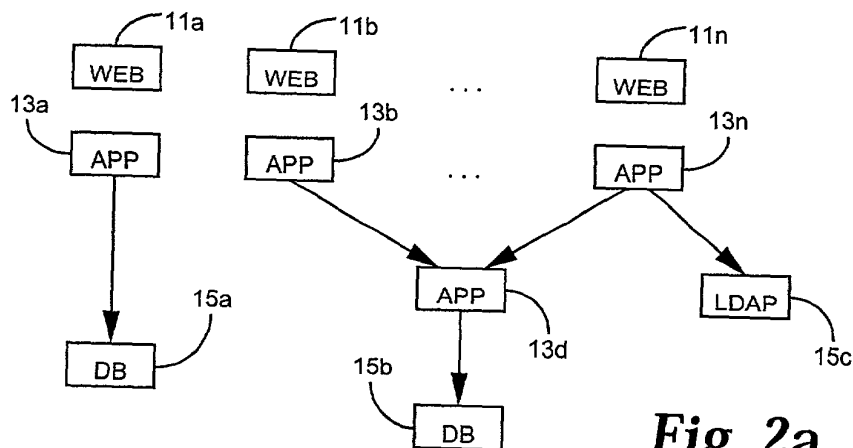 11a 11b 11n
WEB WEB ... WEB
13a 13b 13n
APP APP ... APP
APP LDAP
15a 13d 15c
DB 15b
DB
Fig. 2a